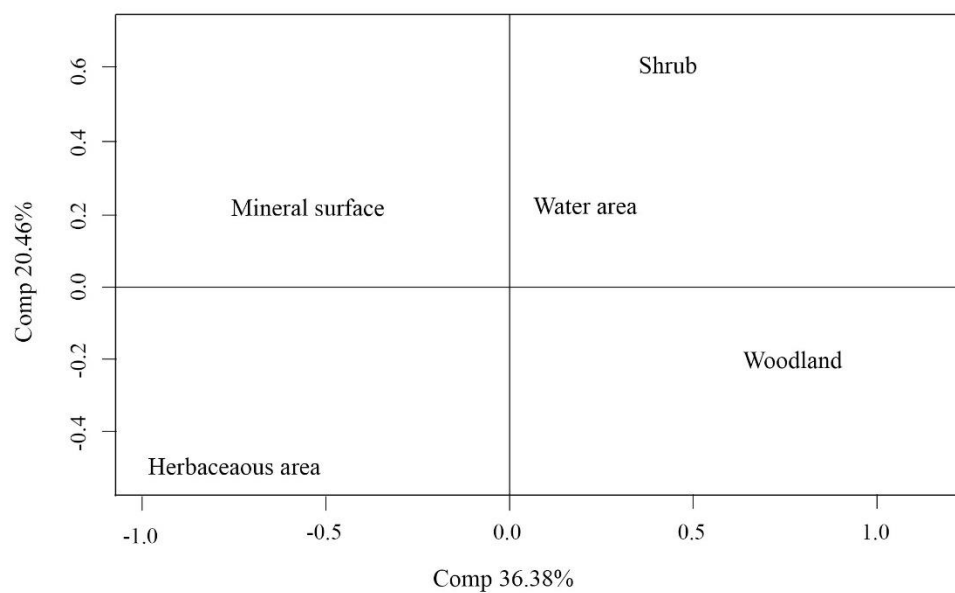 0.6
Shrub
0.4
Mineral surface
Water area
0.2
Comp 20.46%
0.0
-0.2
Woodland
-0.4
Herbaceaous area
-1.0
-0.5
0.0
0.5
1.0
Comp 36.38%